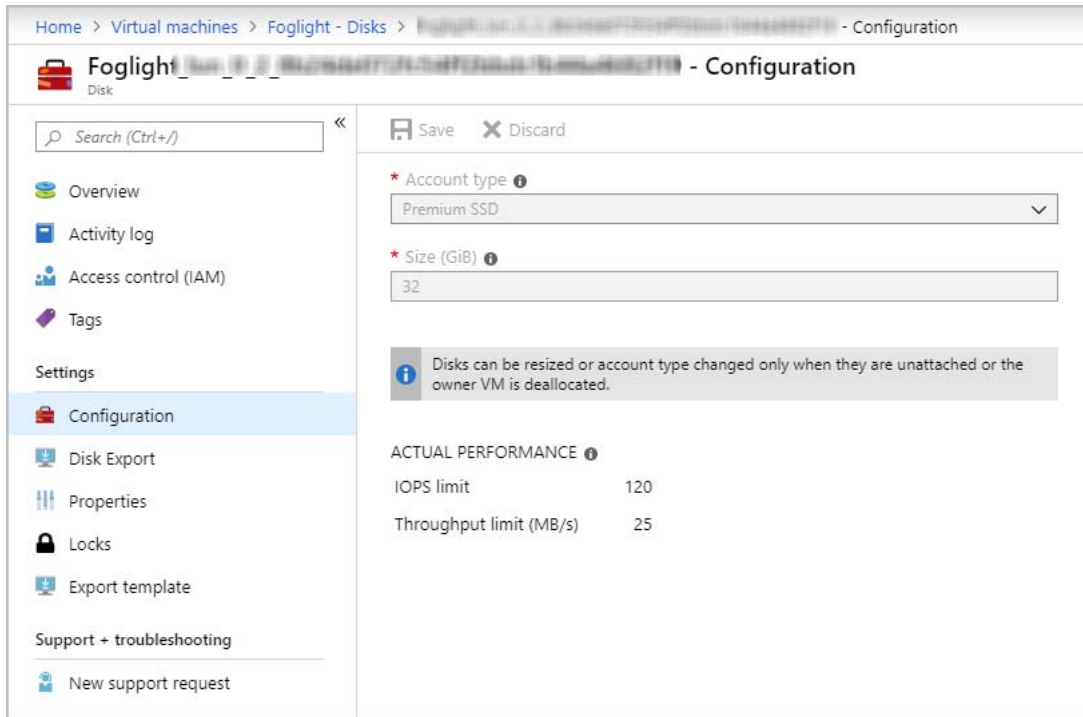 Home > Virtual machines > Foglight - Disks > - Configuration
Foglight - Configuration
Disk
Search (Ctrl+/)
«
Overview
Activity log
Access control (IAM)
Tags
Settings
Configuration
Disk Export
Properties
Locks
Export template
Support + troubleshooting
New support request
Save Discard
* Account type
Premium SSD
* Size (GiB)
32
Disks can be resized or account type changed only when they are unattached or the
owner VM is deallocated.
ACTUAL PERFORMANCE
IOPS limit 120
Throughput limit (MB/s) 25